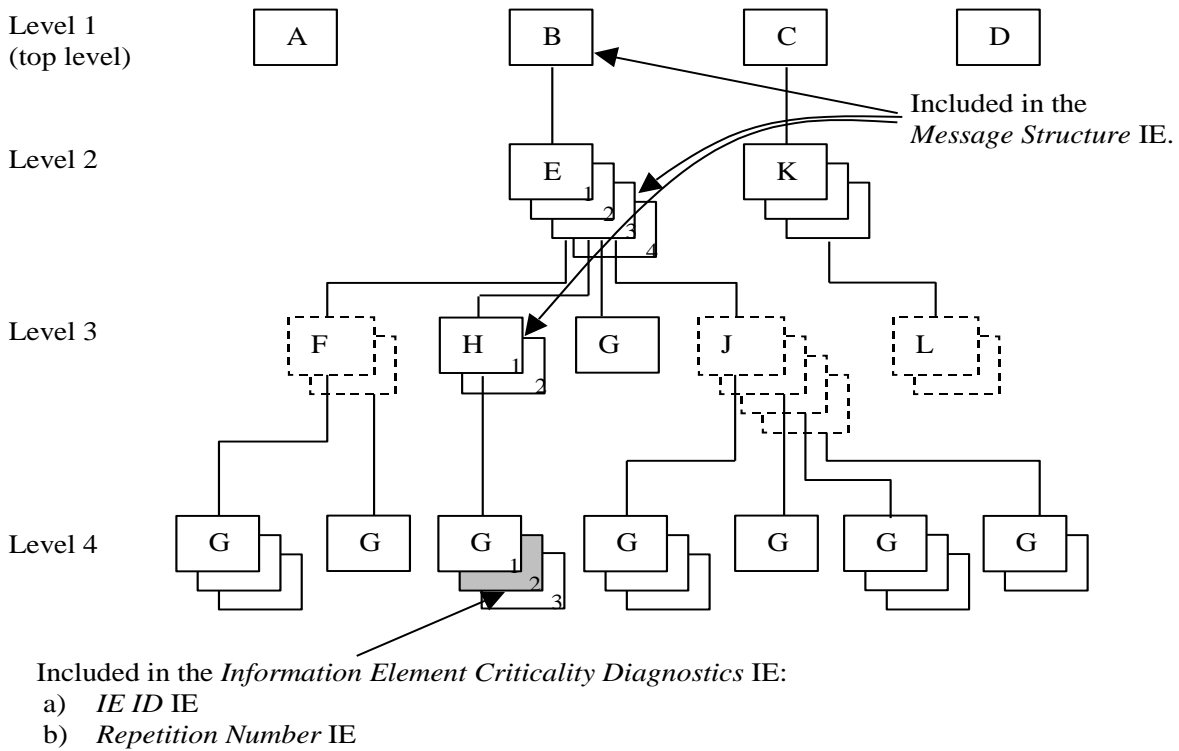 Level 1
(top level)
A
B
C
D
Included in the
Message Structure IE.
Level 2
E
1
2
3
4
K
Level 3
F
H
1
2
G
J
L
Level 4
G
G
G
1
2
3
G
G
G
G
Included in the Information Element Criticality Diagnostics IE:
a) IE ID IE
b) Repetition Number IE